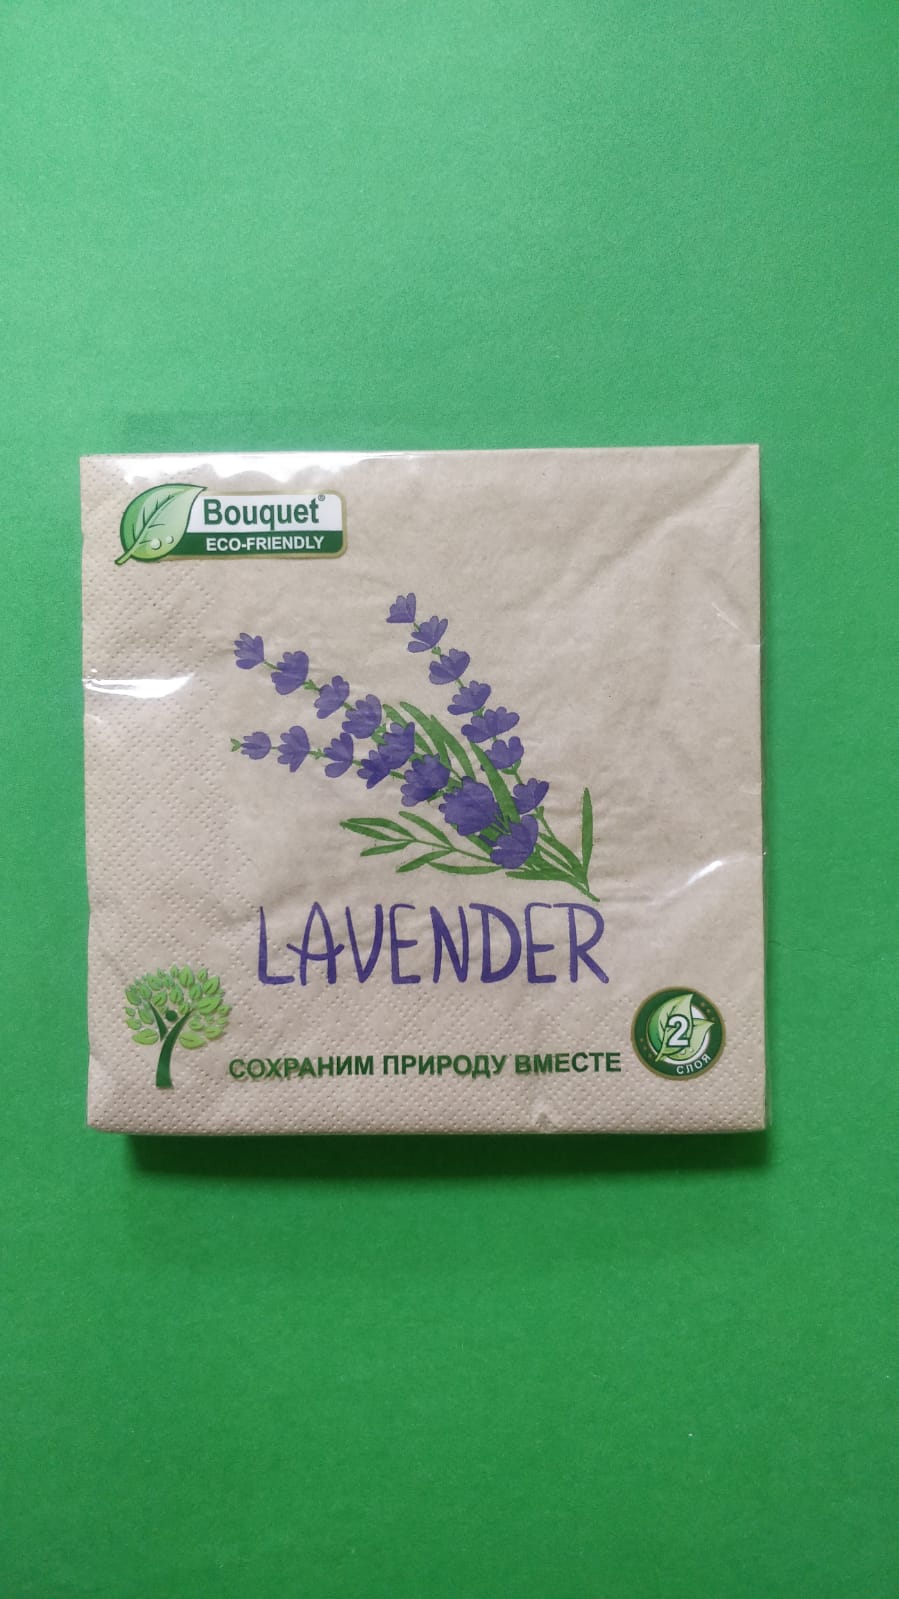 Bouquet®
ECO-FRIENDLY
LAVENDER
СОХРАНИМ ПРИРОДУ ВМЕСТЕ
2
СЛОЯ